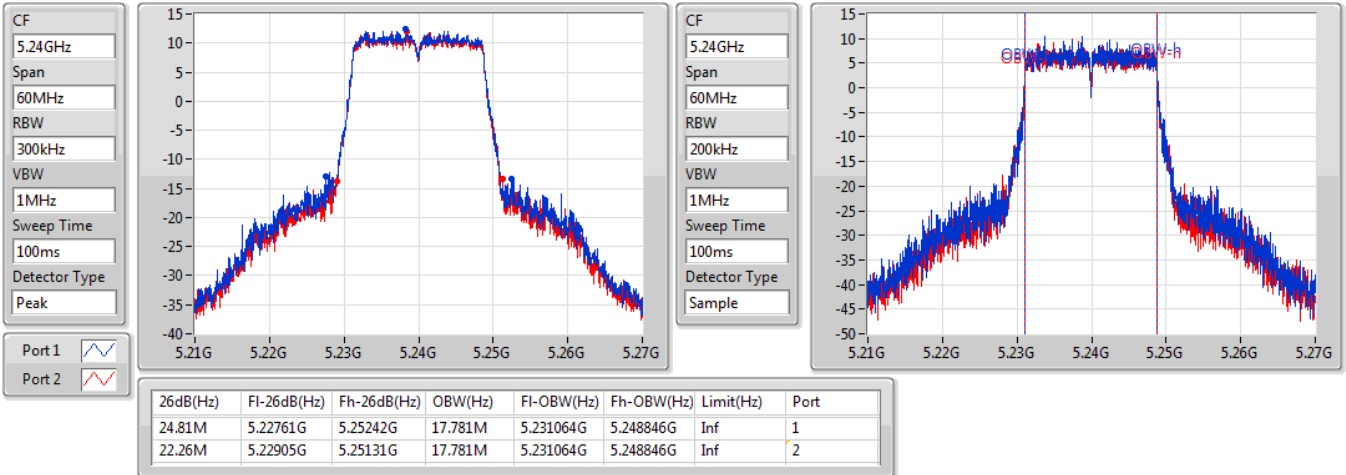 CF
5.24GHz
Span
60MHz
RBW
300kHz
VBW
1MHz
Sweep Time
100ms
Detector Type
Peak
Port 1
Port 2
15
10
5
0
-5
-10
-15
-20
-25
-30
-35
-40
5.21G 5.22G 5.23G 5.24G 5.25G 5.26G 5.27G
CF
5.24GHz
Span
60MHz
RBW
200kHz
VBW
1MHz
Sweep Time
100ms
Detector Type
Sample
15
10
5
0
-5
-10
-15
-20
-25
-30
-35
-40
-45
-50
OBW-h
5.21G 5.22G 5.23G 5.24G 5.25G 5.26G 5.27G
26dB(Hz) Fl-26dB(Hz) Fh-26dB(Hz) OBW(Hz) Fl-OBW(Hz) Fh-OBW(Hz) Limit(Hz) Port
24.81M 5.22761G 5.25242G 17.781M 5.231064G 5.248846G Inf 1
22.26M 5.22905G 5.25131G 17.781M 5.231064G 5.248846G Inf 2